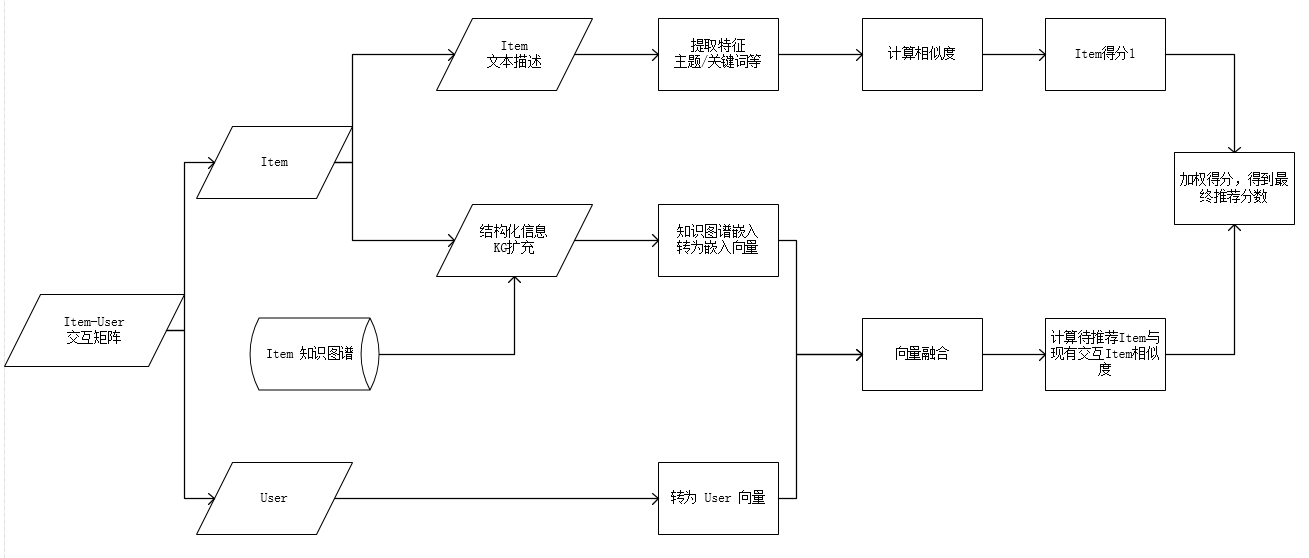 Item
文本描述
提取特征
主题/关键词等
计算相似度
Item得分1
Item
加权得分，得到最
终推荐分数
结构化信息
KG扩充
知识图谱嵌入
转为嵌入向量
Item-User
交互矩阵
Item 知识图谱
向量融合
计算待推荐Item与
现有交互Item相似
度
User
转为 User 向量